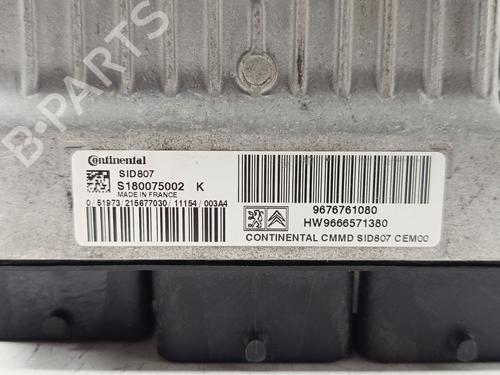 B-PARTS
Continental
SID807
S180075002 K
MADE IN FRANCE
0/51973/215677030/11154/003A4
9676761080
HW9666571380
CONTINENTAL CMMD SID807 CEM00